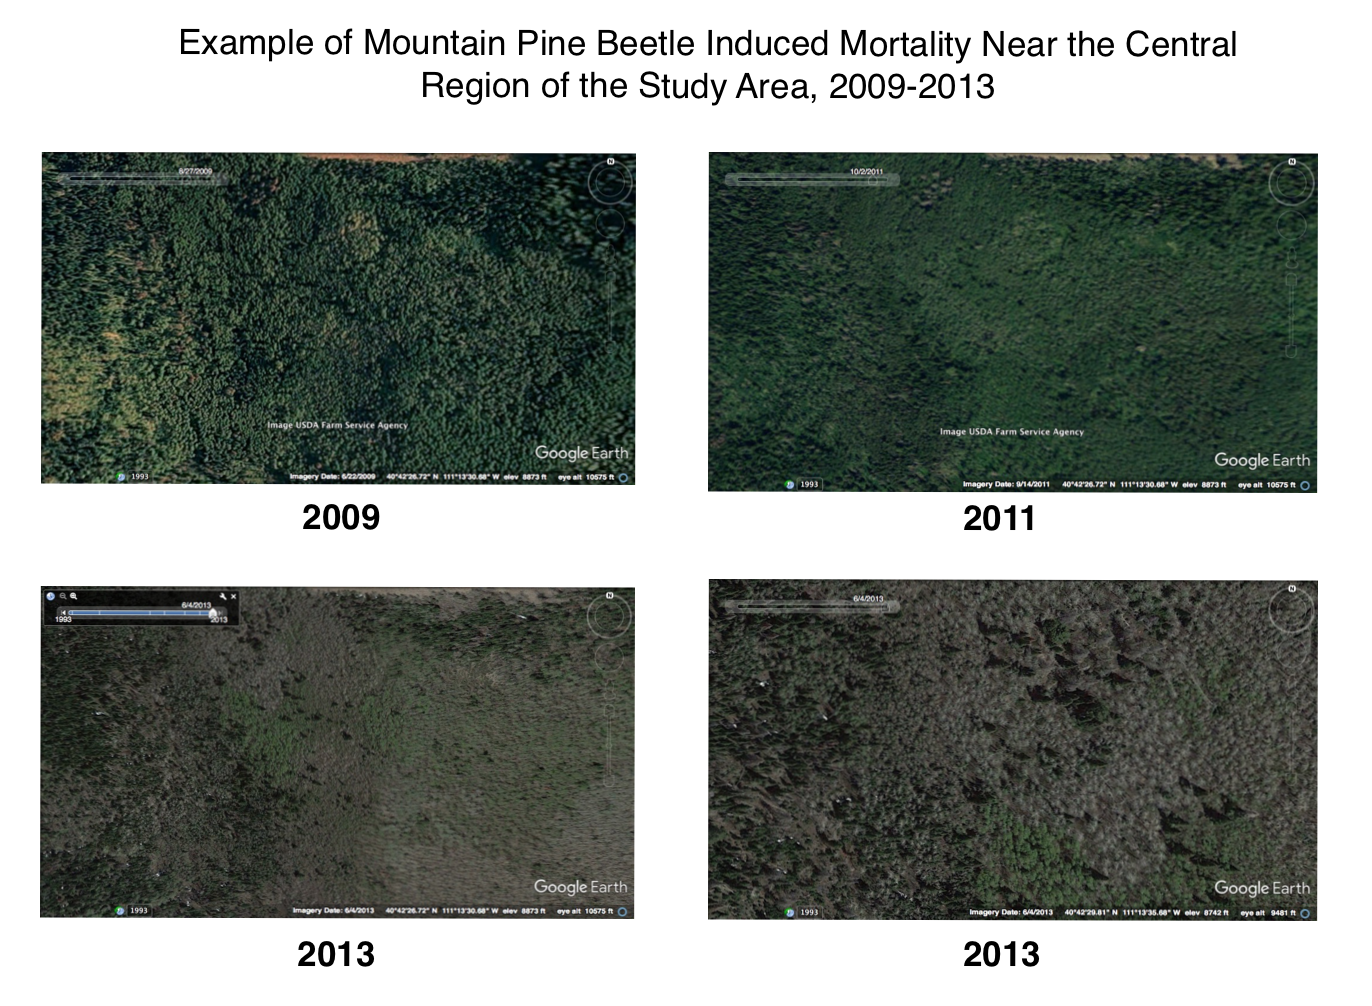 Example of Mountain Pine Beetle Induced Mortality Near the Central
Region of the Study Area, 2009-2013
8/27/2009
N
Image USDA Farm Service Agency
Google Earth
1993
Imagery Date: 6/22/2009 40°42'26.72" N 111°13'30.68" W elev 8873 ft eye alt 10575 ft
2009
10/2/2011
N
Image USDA Farm Service Agency
Google Earth
1993
Imagery Date: 9/14/2011 40°42'26.72" N 111°13'30.68" W elev 8873 ft eye alt 10575 ft
2011
6/4/2013
1993
2013
N
Google Earth
1993
Imagery Date: 6/4/2013 40°42'26.72" N 111°13'30.68" W elev 8873 ft eye alt 10575 ft
2013
6/4/2013
N
Google Earth
1993
Imagery Date: 6/4/2013 40°42'29.81" N 111°13'35.68" W elev 8742 ft eye alt 9481 ft
2013